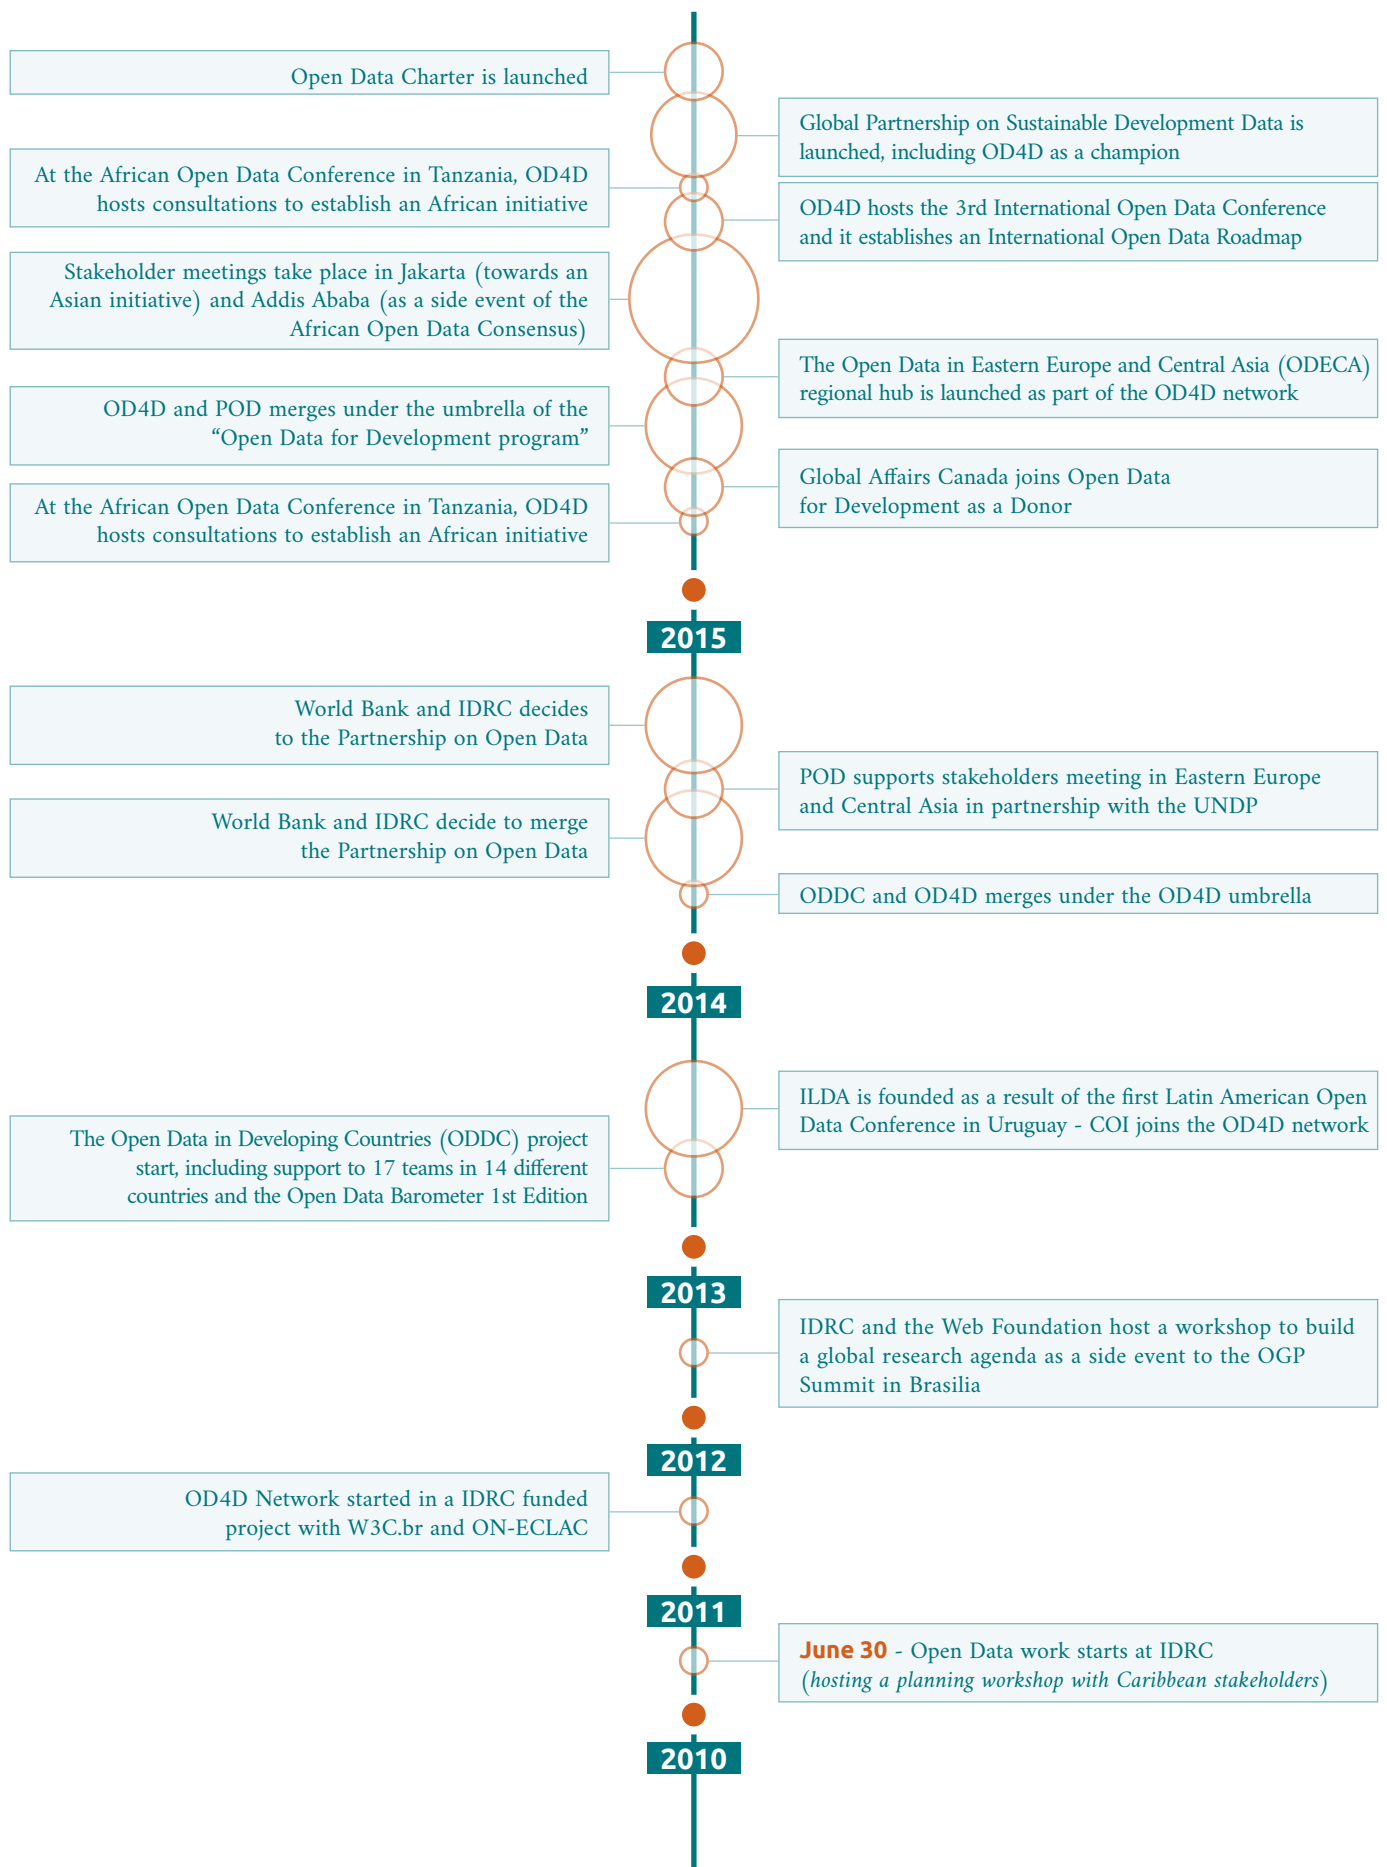 Open Data Charter is launched
Global Partnership on Sustainable Development Data is
launched, including OD4D as a champion
At the African Open Data Conference in Tanzania, OD4D
hosts consultations to establish an African initiative
OD4D hosts the 3rd International Open Data Conference
and it establishes an International Open Data Roadmap
Stakeholder meetings take place in Jakarta (towards an
Asian initiative) and Addis Ababa (as a side event of the
African Open Data Consensus)
The Open Data in Eastern Europe and Central Asia (ODECA)
regional hub is launched as part of the OD4D network
OD4D and POD merges under the umbrella of the
“Open Data for Development program”
Global Affairs Canada joins Open Data
for Development as a Donor
At the African Open Data Conference in Tanzania, OD4D
hosts consultations to establish an African initiative
2015
World Bank and IDRC decides
to the Partnership on Open Data
POD supports stakeholders meeting in Eastern Europe
and Central Asia in partnership with the UNDP
World Bank and IDRC decide to merge
the Partnership on Open Data
ODDC and OD4D merges under the OD4D umbrella
2014
ILDA is founded as a result of the first Latin American Open
Data Conference in Uruguay - COI joins the OD4D network
The Open Data in Developing Countries (ODDC) project
start, including support to 17 teams in 14 different
countries and the Open Data Barometer 1st Edition
2013
IDRC and the Web Foundation host a workshop to build
a global research agenda as a side event to the OGP
Summit in Brasilia
2012
OD4D Network started in a IDRC funded
project with W3C.br and ON-ECLAC
2011
June 30 - Open Data work starts at IDRC
(hosting a planning workshop with Caribbean stakeholders)
2010